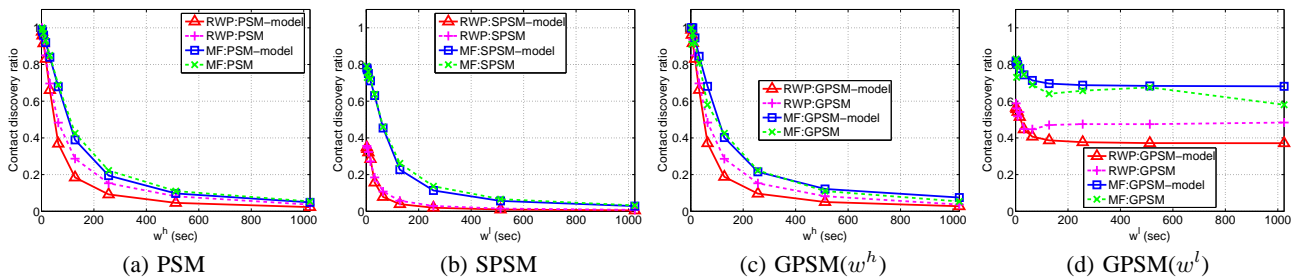 Contact discovery ratio
1
0.8
0.6
0.4
0.2
0
0 200 400 600 800 1000
w^h (sec)
RWP:PSM−model
RWP:PSM
MF:PSM−model
MF:PSM
(a) PSM
Contact discovery ratio
1
0.8
0.6
0.4
0.2
0
0 200 400 600 800 1000
w^l (sec)
RWP:SPSM−model
RWP:SPSM
MF:SPSM−model
MF:SPSM
(b) SPSM
Contact discovery ratio
1
0.8
0.6
0.4
0.2
0
0 200 400 600 800 1000
w^h (sec)
RWP:GPSM−model
RWP:GPSM
MF:GPSM−model
MF:GPSM
(c) GPSM(w^h)
Contact discovery ratio
1
0.8
0.6
0.4
0.2
0
0 200 400 600 800 1000
w^l (sec)
RWP:GPSM−model
RWP:GPSM
MF:GPSM−model
MF:GPSM
(d) GPSM(w^l)